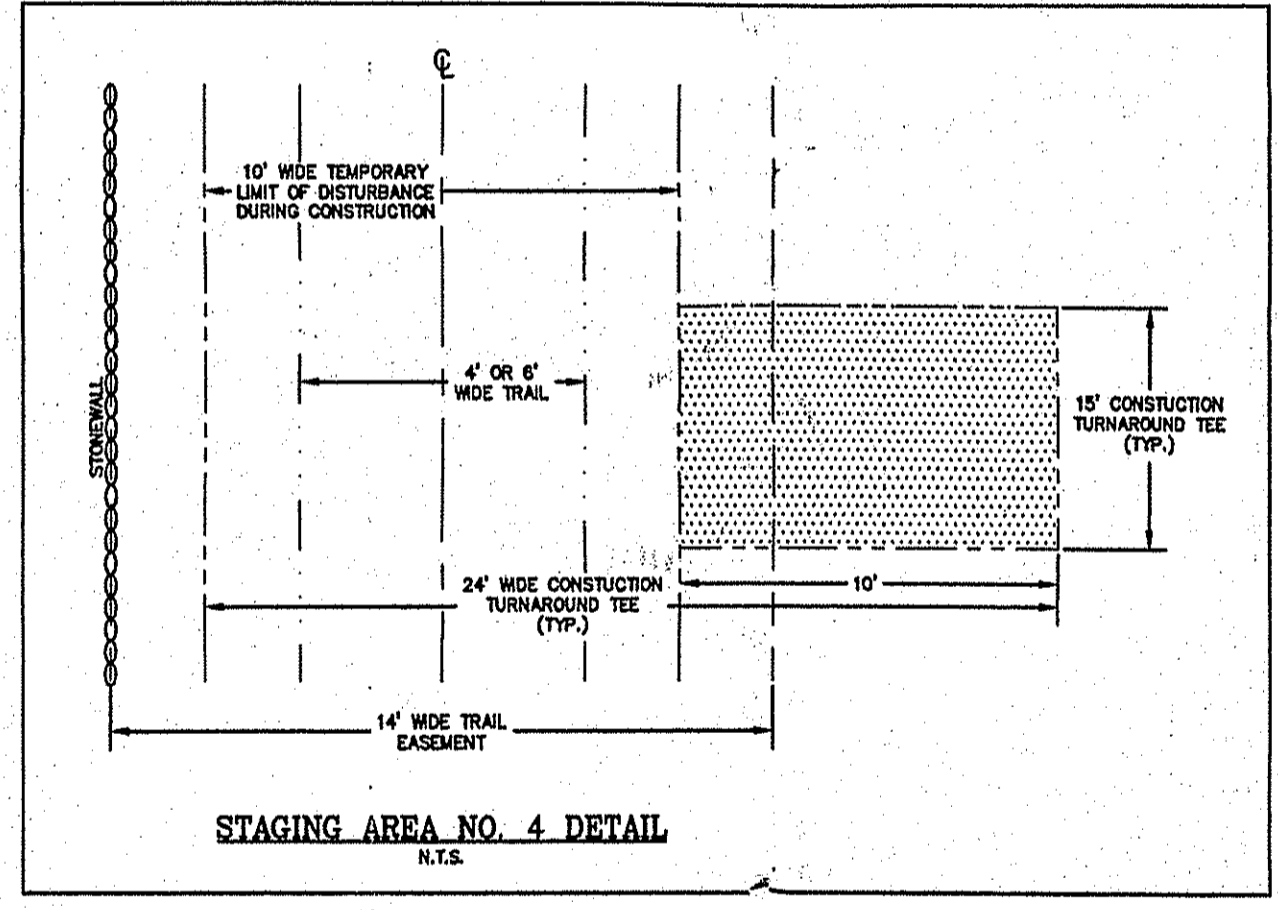 ℄
10' WIDE TEMPORARY
LIMIT OF DISTURBANCE
DURING CONSTRUCTION
STONEWALL
4' OR 6'
WIDE TRAIL
15' CONSTUCTION
TURNAROUND TEE
(TYP.)
24' WIDE CONSTUCTION
TURNAROUND TEE
(TYP.)
10'
14' WIDE TRAIL
EASEMENT
STAGING AREA NO. 4 DETAIL
N.T.S.